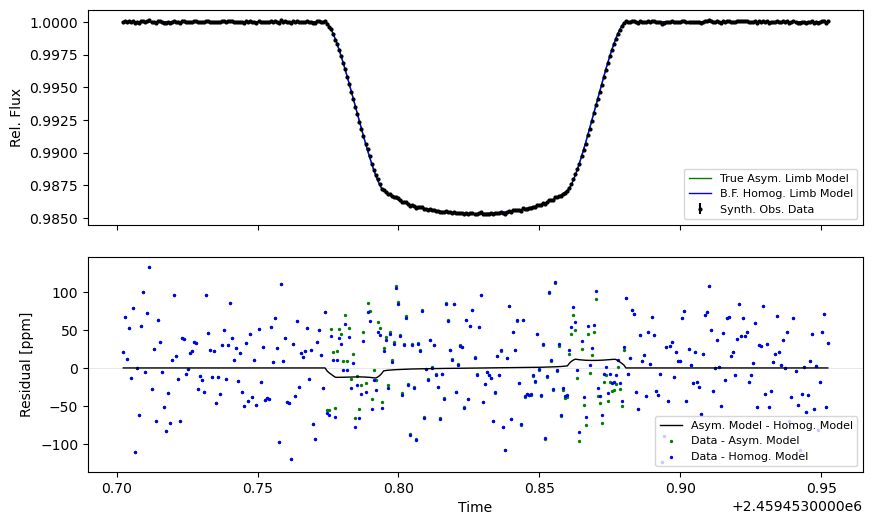 1.0000
0.9975
0.9950
0.9925
0.9900
0.9875
0.9850
Rel. Flux
True Asym. Limb Model
B.F. Homog. Limb Model
Synth. Obs. Data
100
50
0
−50
−100
Residual [ppm]
Asym. Model - Homog. Model
Data - Asym. Model
Data - Homog. Model
0.70 0.75 0.80 0.85 0.90 0.95
Time
+2.4594530000e6